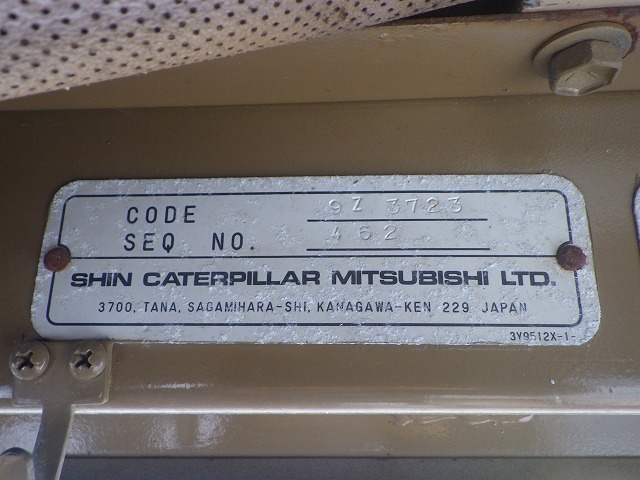 CODE 9Z 3723
SEQ NO. 462
SHIN CATERPILLAR MITSUBISHI LTD.
3700, TANA, SAGAMIHARA-SHI, KANAGAWA-KEN 229 JAPAN
3Y9512X-1-